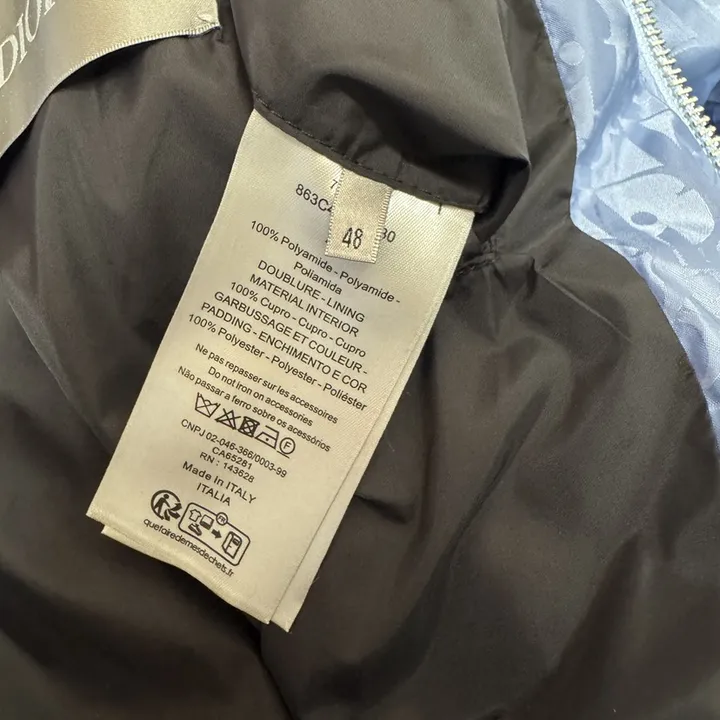 DIOR
48
100% Polyamide - Polyamide -
Poliamida
DOUBLURE - LINING
MATERIAL INTERIOR
100% Cupro - Cupro - Cupro
GARBUSSAGE ET COULEUR -
PADDING - ENCHIMENTO E COR
100% Polyester - Polyester - Poliéster
Ne pas repasser sur les accessoires
Do not iron on accessories
Não passar a ferro sobre os acessórios
CNPJ 02-046-366/0003-99
CA65281
RN : 143628
Made in ITALY
ITALIA
quefairedemesdechets.fr